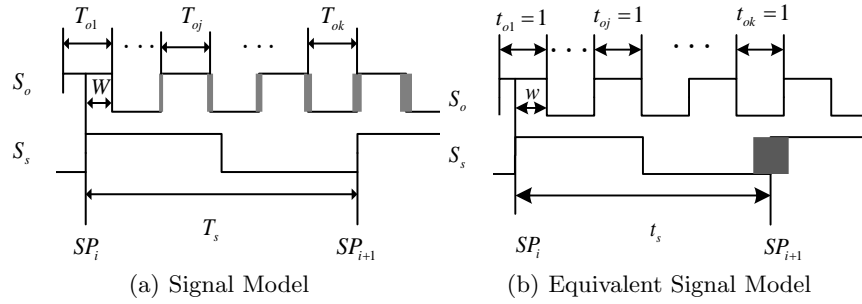 T_{o1} · · · T_{oj} · · · T_{ok}
S_o W
S_s
T_s
SP_i SP_{i+1}
(a) Signal Model
t_{o1} = 1 · · · t_{oj} = 1 · · · t_{ok} = 1
w S_o
S_s
t_s
SP_i SP_{i+1}
(b) Equivalent Signal Model